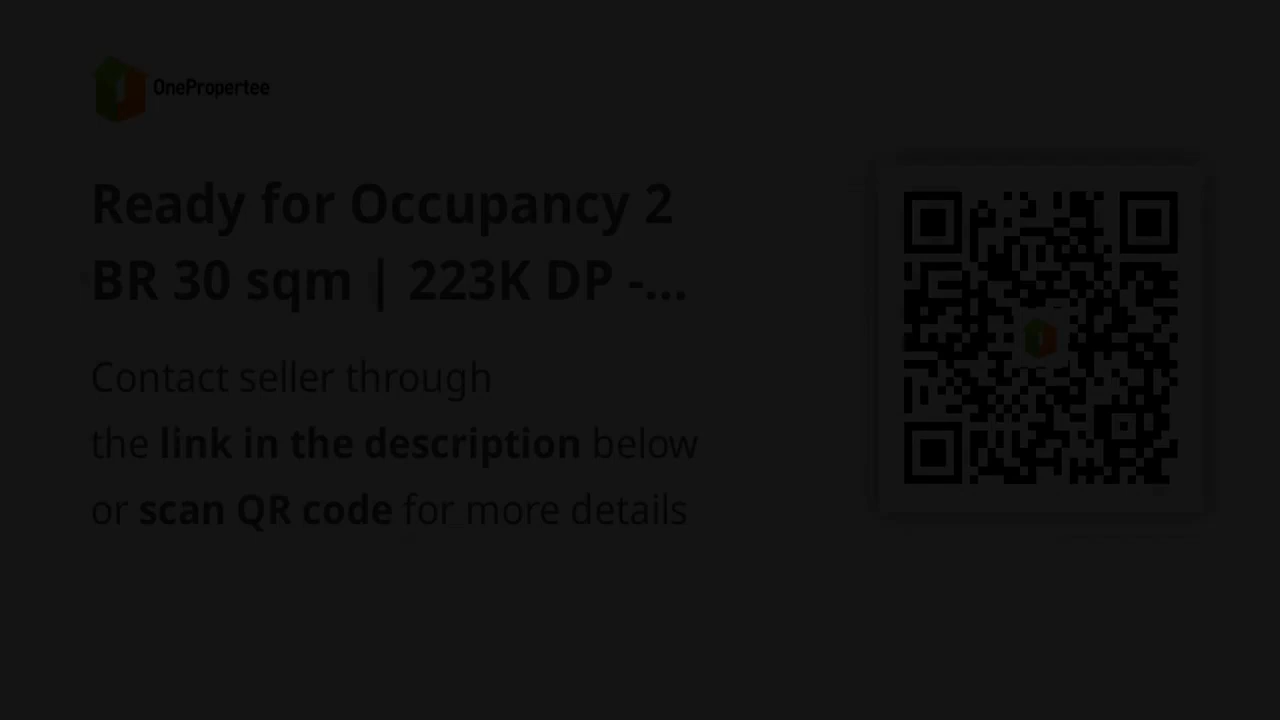 OnePropertee
Ready for Occupancy 2
BR 30 sqm | 223K DP -...
Contact seller through
the link in the description below
or scan QR code for more details